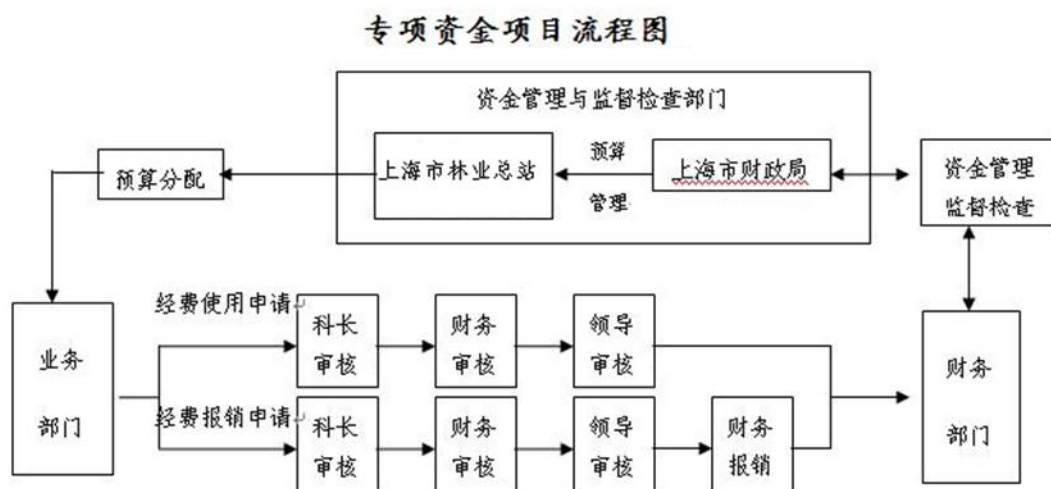 专项资金项目流程图
资金管理与监督检查部门
预算分配
上海市林业总站
预算
管理
上海市财政局
资金管理
监督检查
业务
部门
经费使用申请
科长
审核
财务
审核
领导
审核
经费报销申请
科长
审核
财务
审核
领导
审核
财务
报销
财务
部门